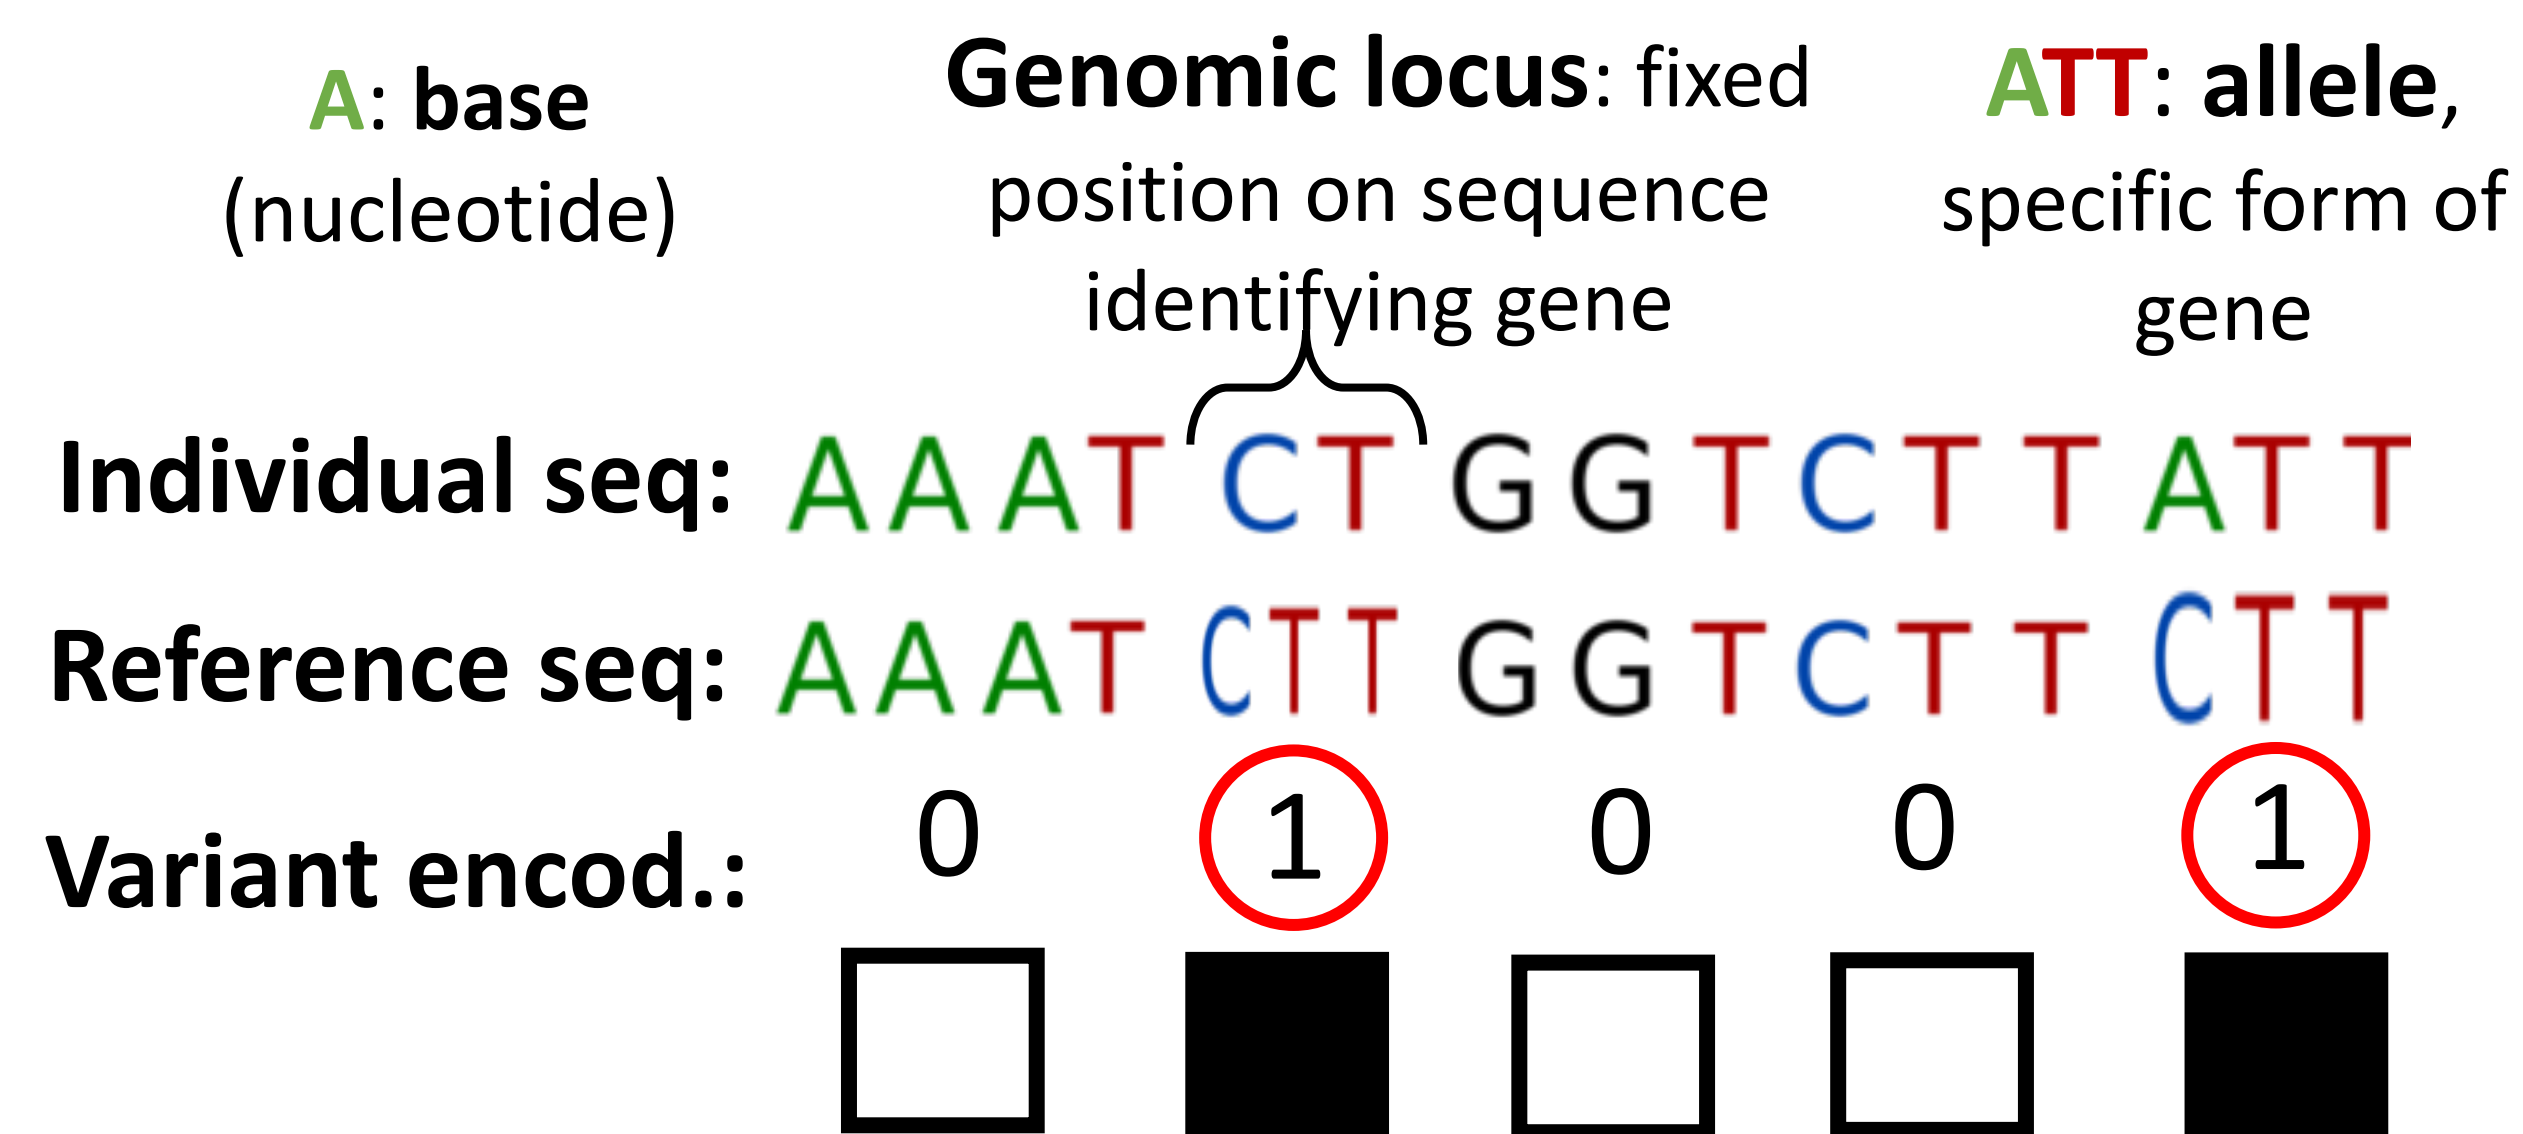 A: base
(nucleotide)
Genomic locus: fixed
position on sequence
identifying gene
ATT: allele,
specific form of
gene
Individual seq: A A A T C T G G T C T T A T T
Reference seq: A A A T C T T G G T C T T C T T
Variant encod.: 0 1 0 0 1